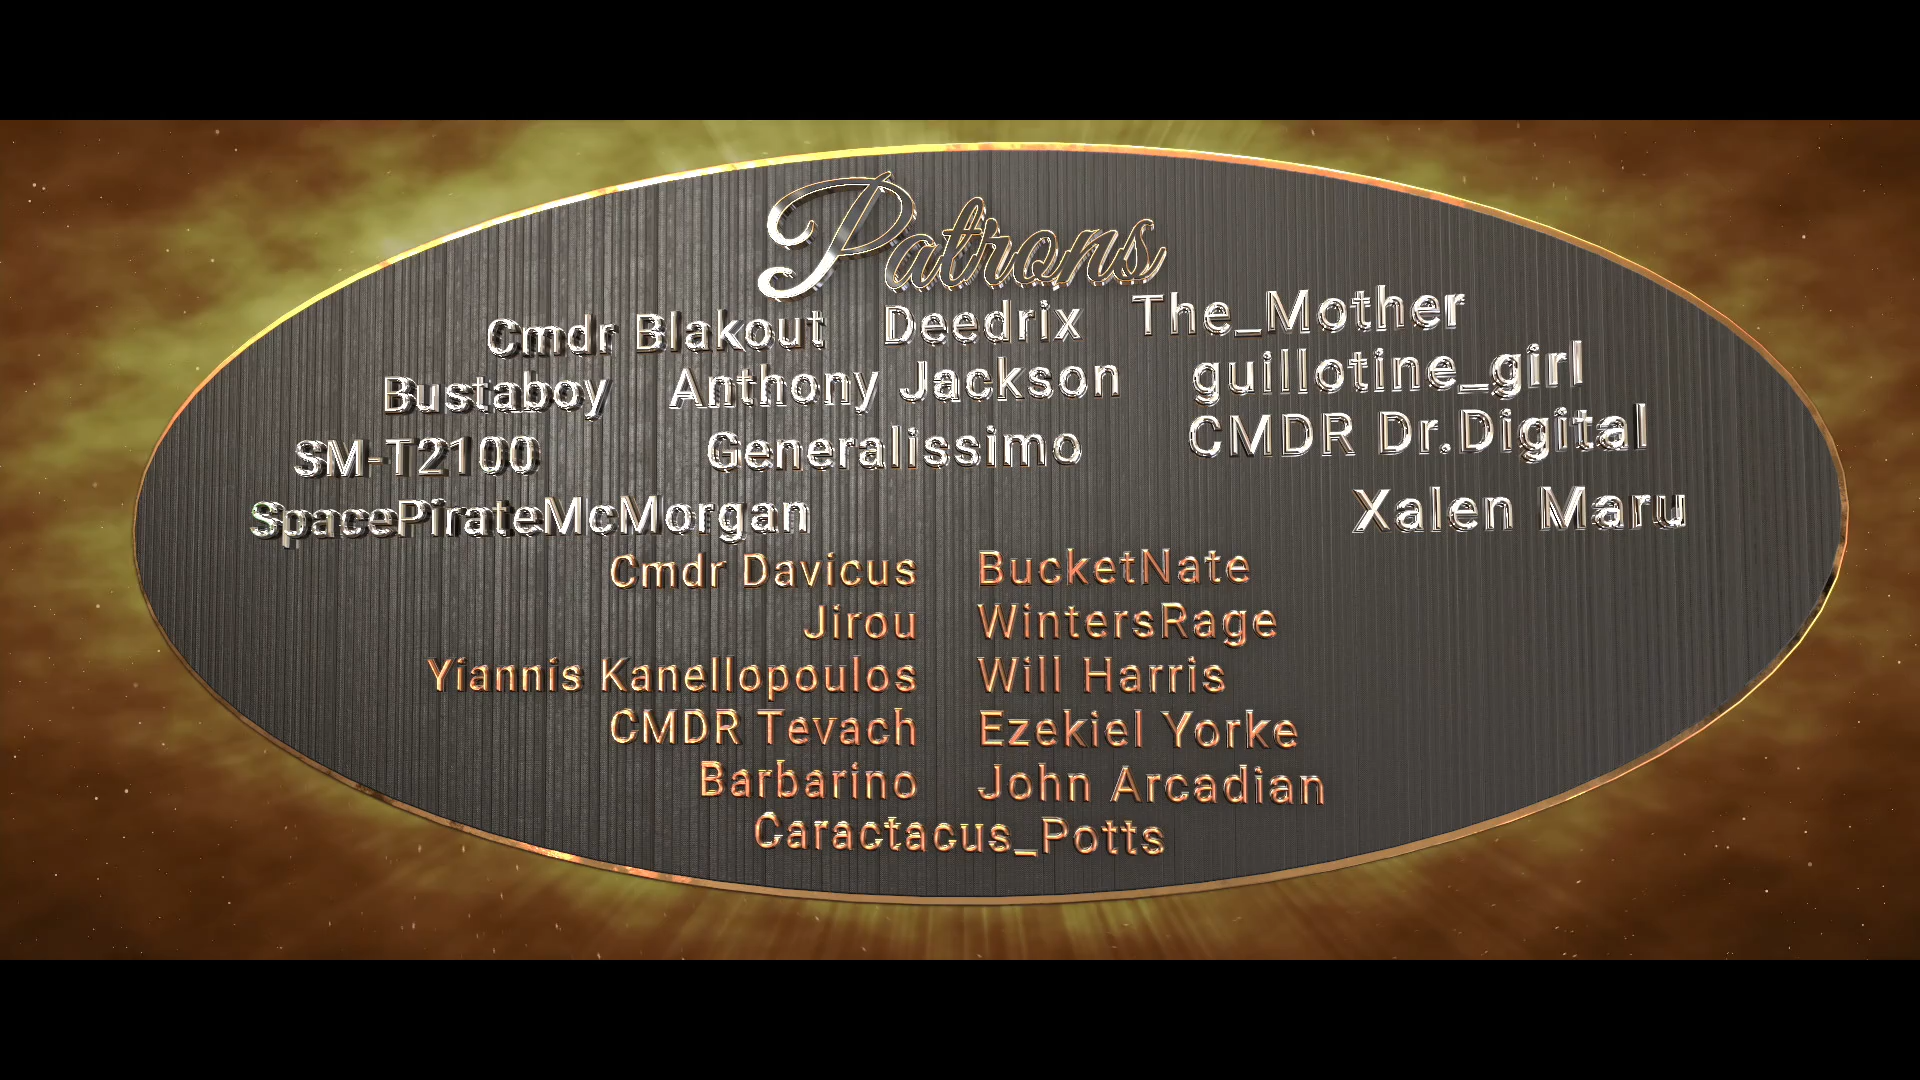 Patrons
Cmdr Blakout Deedrix The_Mother
Bustaboy Anthony Jackson guillotine_girl
SM-T2100 Generalissimo CMDR Dr.Digital
SpacePirateMcMorgan Xalen Maru
Cmdr Davicus BucketNate
Jirou WintersRage
Yiannis Kanellopoulos Will Harris
CMDR Tevach Ezekiel Yorke
Barbarino John Arcadian
Caractacus_Potts